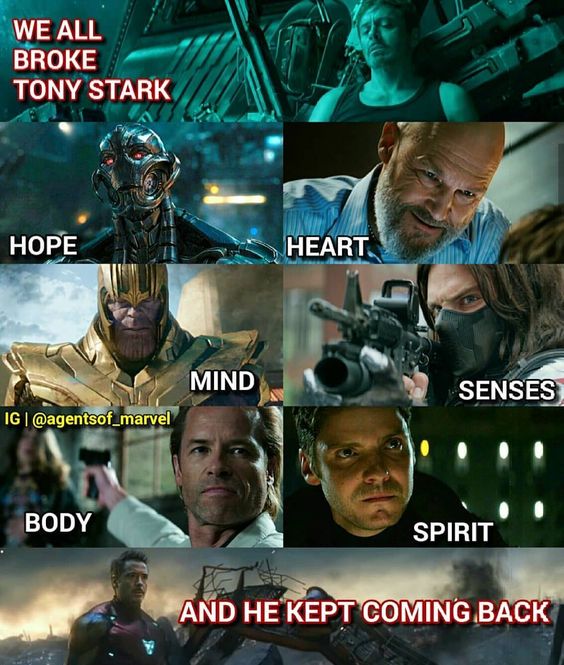 WE ALL
BROKE
TONY STARK
HOPE
HEART
MIND
SENSES
IG | @agentsof_marvel
BODY
SPIRIT
AND HE KEPT COMING BACK